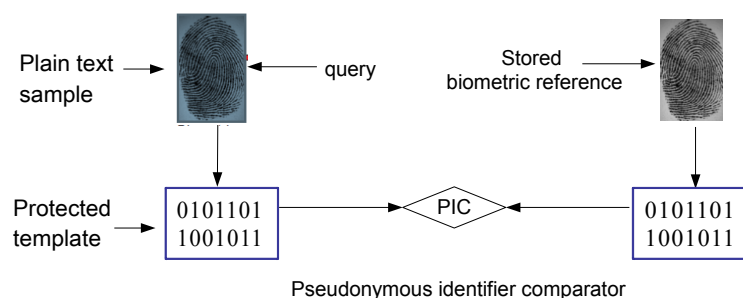 Plain text
sample
query
Stored
biometric reference
Protected
template
0101101
1001011
PIC
0101101
1001011
Pseudonymous identifier comparator